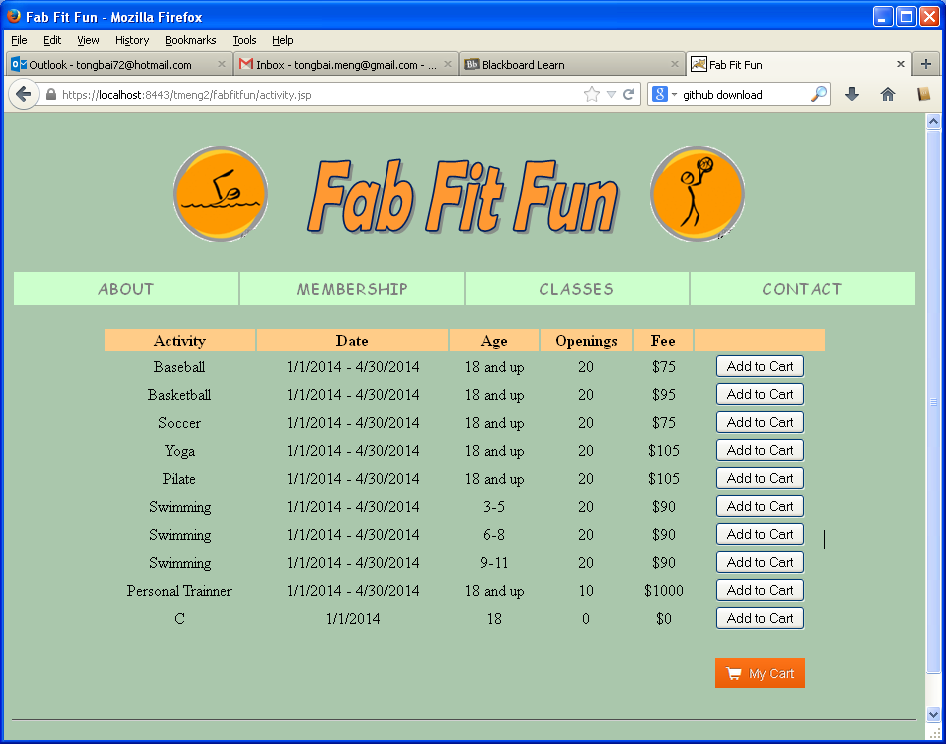 Fab Fit Fun - Mozilla Firefox
File Edit View History Bookmarks Tools Help
Outlook - tongbai72@hotmail.com Inbox - tongbai.meng@gmail.com - ... Bb Blackboard Learn Fab Fit Fun
https://localhost:8443/tmeng2/fabfitfun/activity.jsp 8 github download
Fab Fit Fun
ABOUT MEMBERSHIP CLASSES CONTACT
Activity Date Age Openings Fee
Baseball 1/1/2014 - 4/30/2014 18 and up 20 $75 Add to Cart
Basketball 1/1/2014 - 4/30/2014 18 and up 20 $95 Add to Cart
Soccer 1/1/2014 - 4/30/2014 18 and up 20 $75 Add to Cart
Yoga 1/1/2014 - 4/30/2014 18 and up 20 $105 Add to Cart
Pilate 1/1/2014 - 4/30/2014 18 and up 20 $105 Add to Cart
Swimming 1/1/2014 - 4/30/2014 3-5 20 $90 Add to Cart
Swimming 1/1/2014 - 4/30/2014 6-8 20 $90 Add to Cart
Swimming 1/1/2014 - 4/30/2014 9-11 20 $90 Add to Cart
Personal Trainner 1/1/2014 - 4/30/2014 18 and up 10 $1000 Add to Cart
C 1/1/2014 18 0 $0 Add to Cart
My Cart